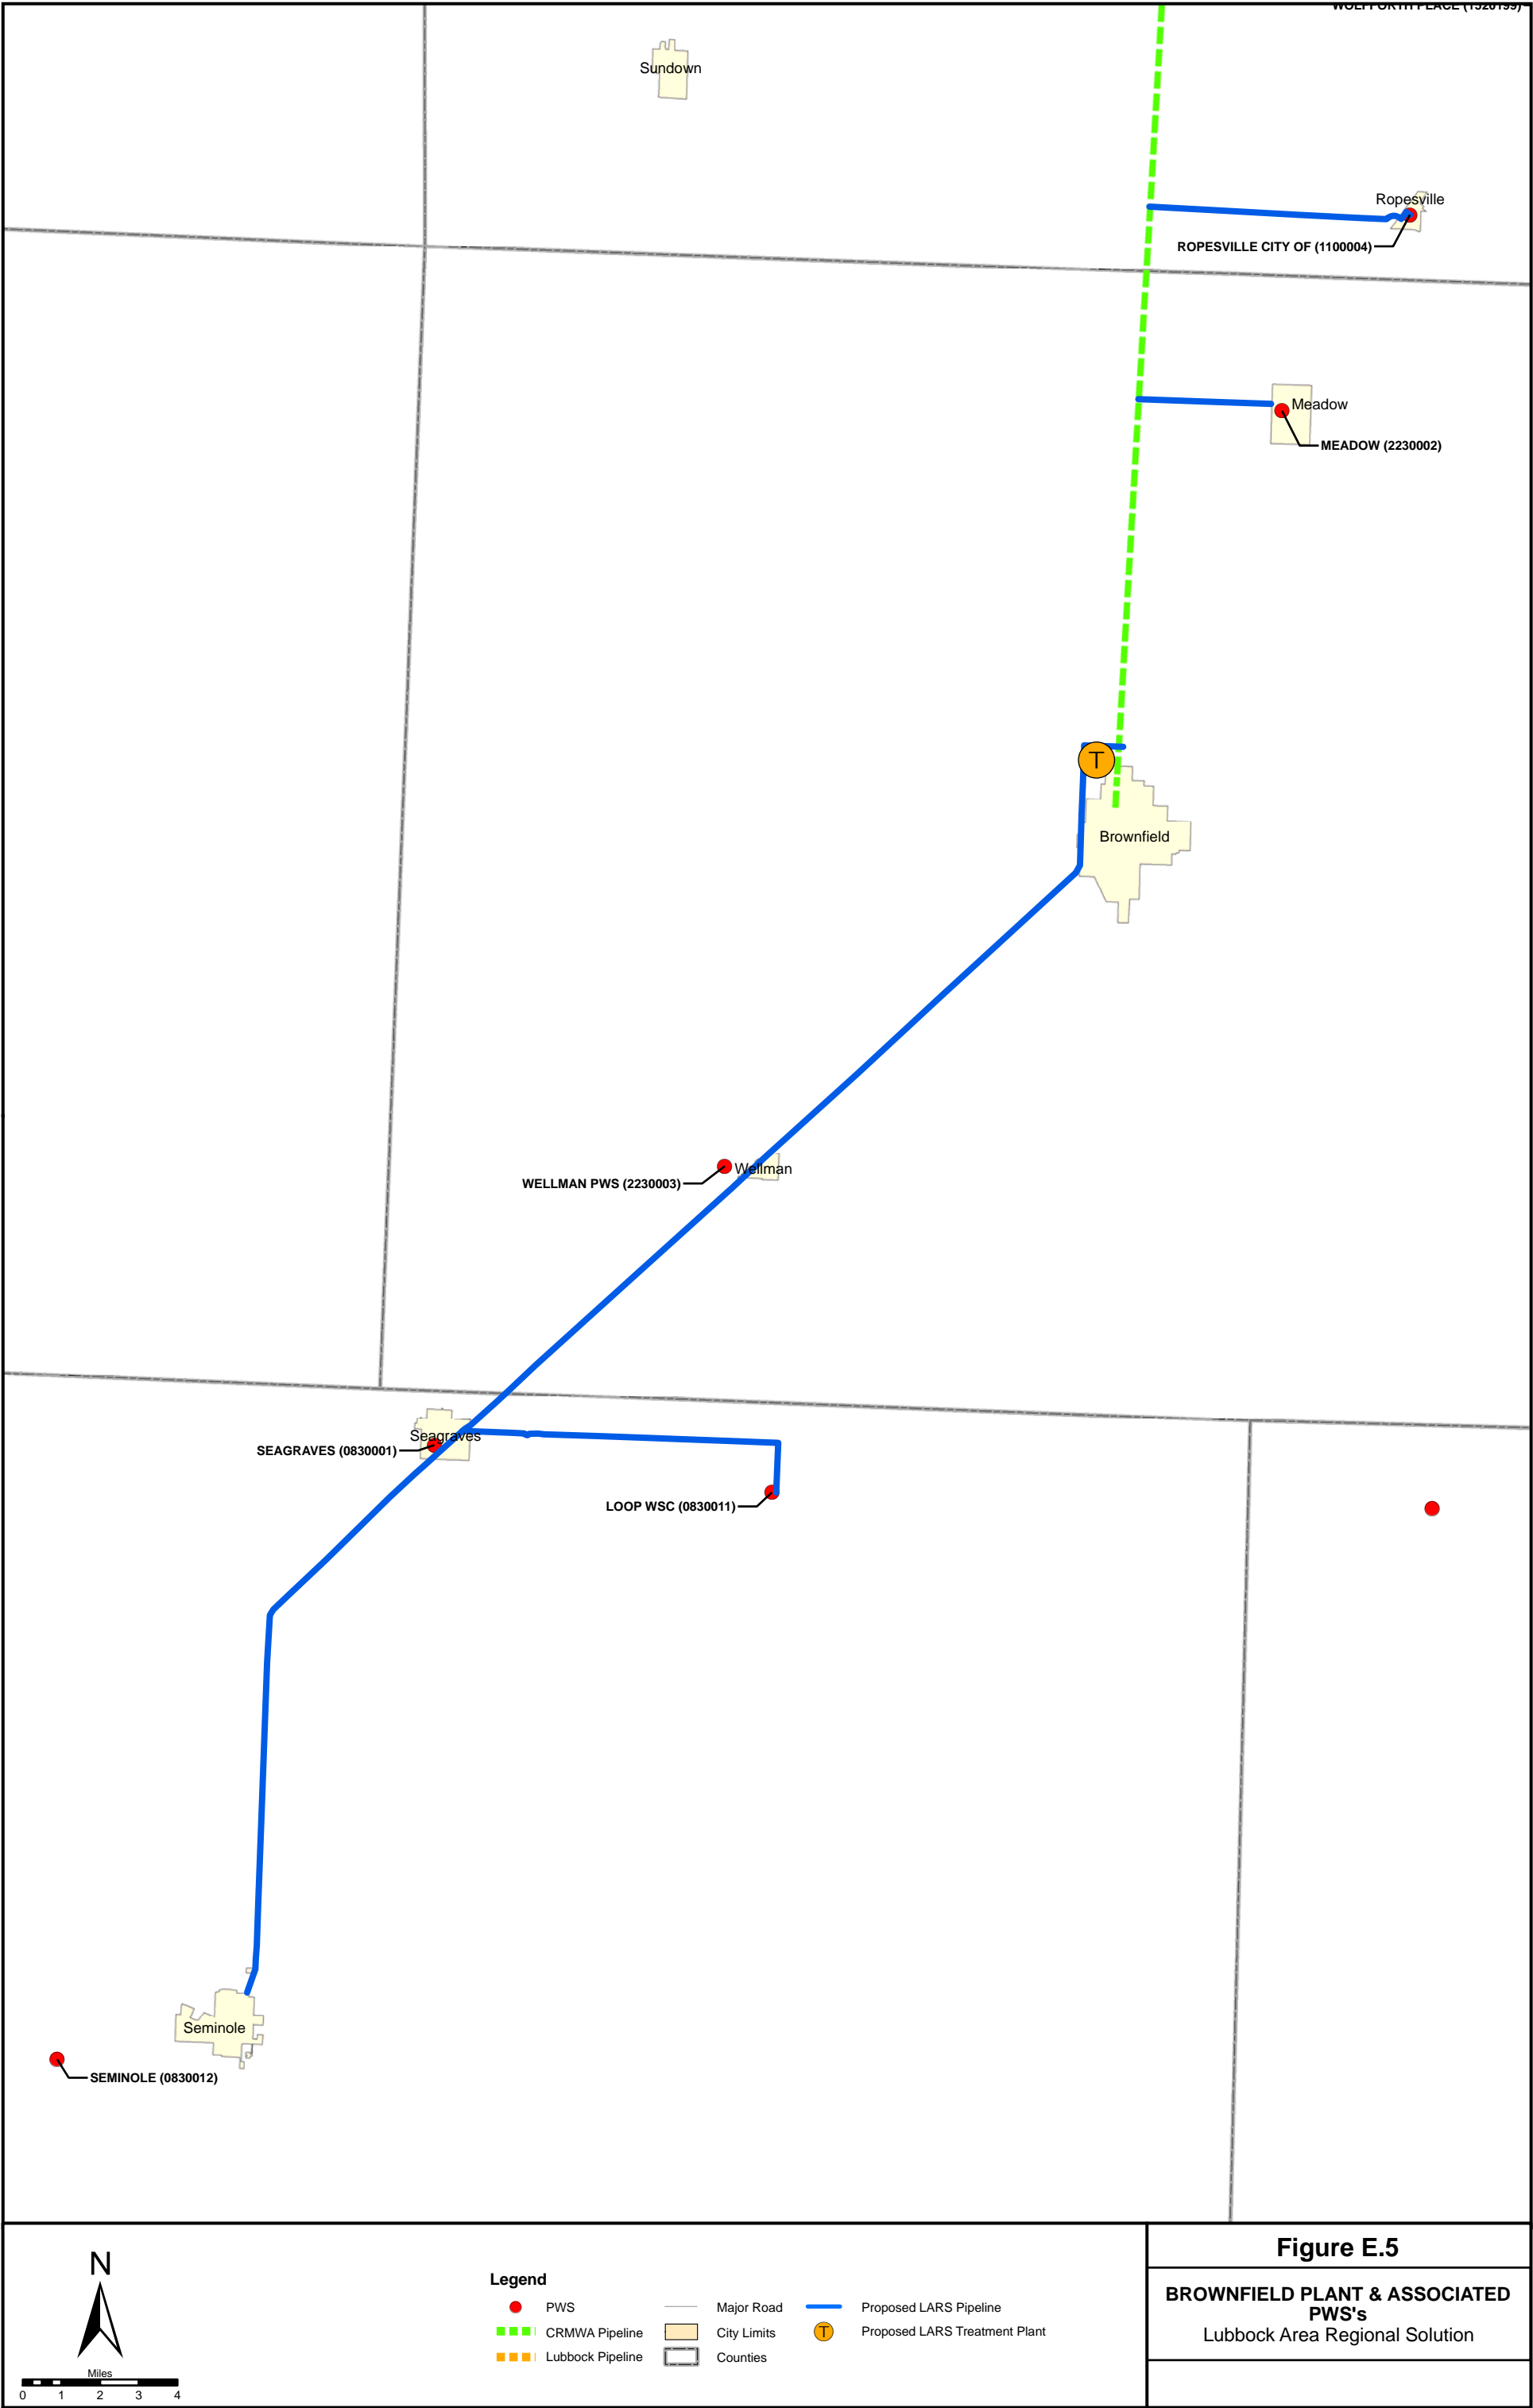 WOLFFORTH PLACE (1520199)
Sundown
Ropesville
ROPESVILLE CITY OF (1100004)
Meadow
MEADOW (2230002)
T
Brownfield
Wellman
WELLMAN PWS (2230003)
Seagraves
SEAGRAVES (0830001)
LOOP WSC (0830011)
Seminole
SEMINOLE (0830012)
N
Miles
0 1 2 3 4
Legend
PWS
CRMWA Pipeline
Lubbock Pipeline
Major Road
City Limits
Counties
Proposed LARS Pipeline
T Proposed LARS Treatment Plant
Figure E.5
BROWNFIELD PLANT & ASSOCIATED
PWS's
Lubbock Area Regional Solution